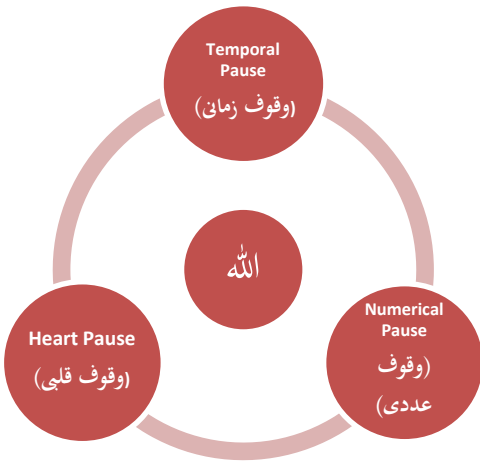 Temporal
Pause
(وقوف زمانی)
الله
Heart Pause
(وقوف قلبی)
Numerical
Pause
(وقوف
عددی)